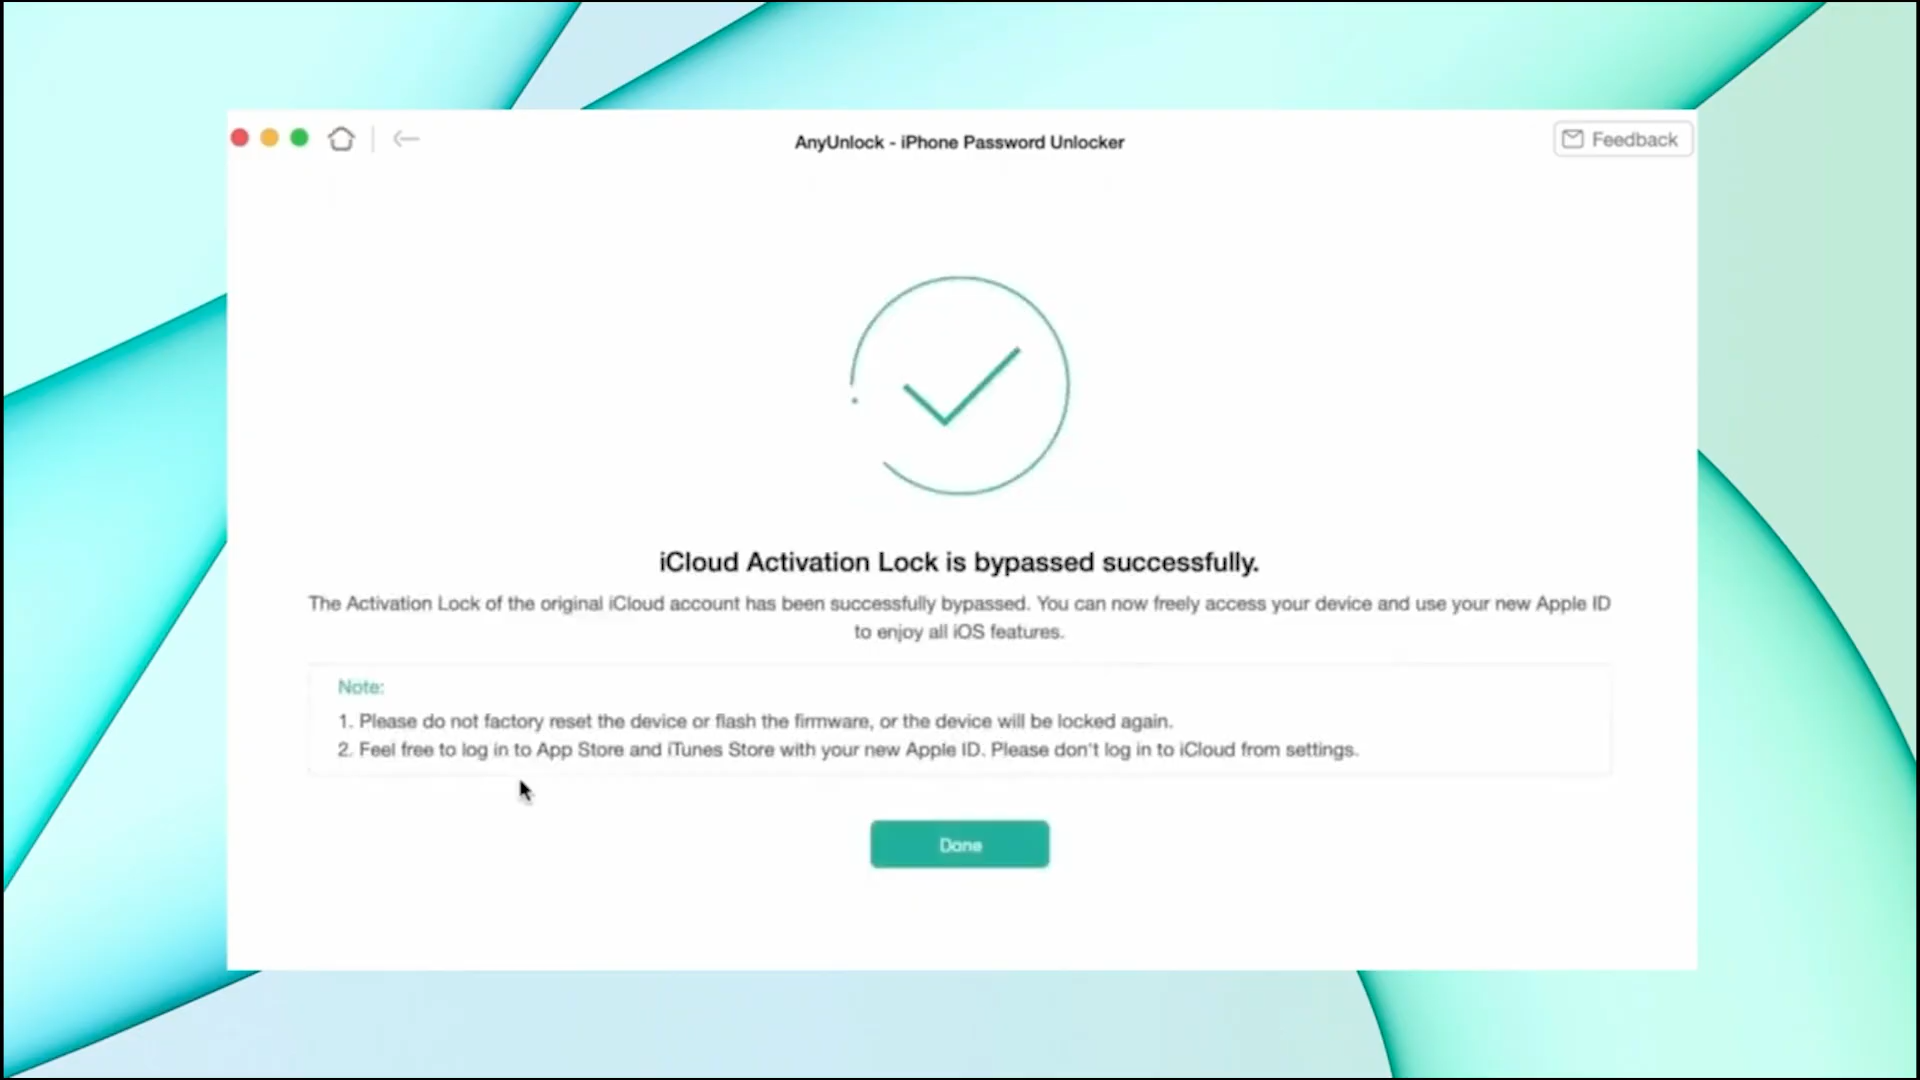 AnyUnlock - iPhone Password Unlocker
Feedback
iCloud Activation Lock is bypassed successfully.
The Activation Lock of the original iCloud account has been successfully bypassed. You can now freely access your device and use your new Apple ID
to enjoy all iOS features.
Note:
1. Please do not factory reset the device or flash the firmware, or the device will be locked again.
2. Feel free to log in to App Store and iTunes Store with your new Apple ID. Please don't log in to iCloud from settings.
Done